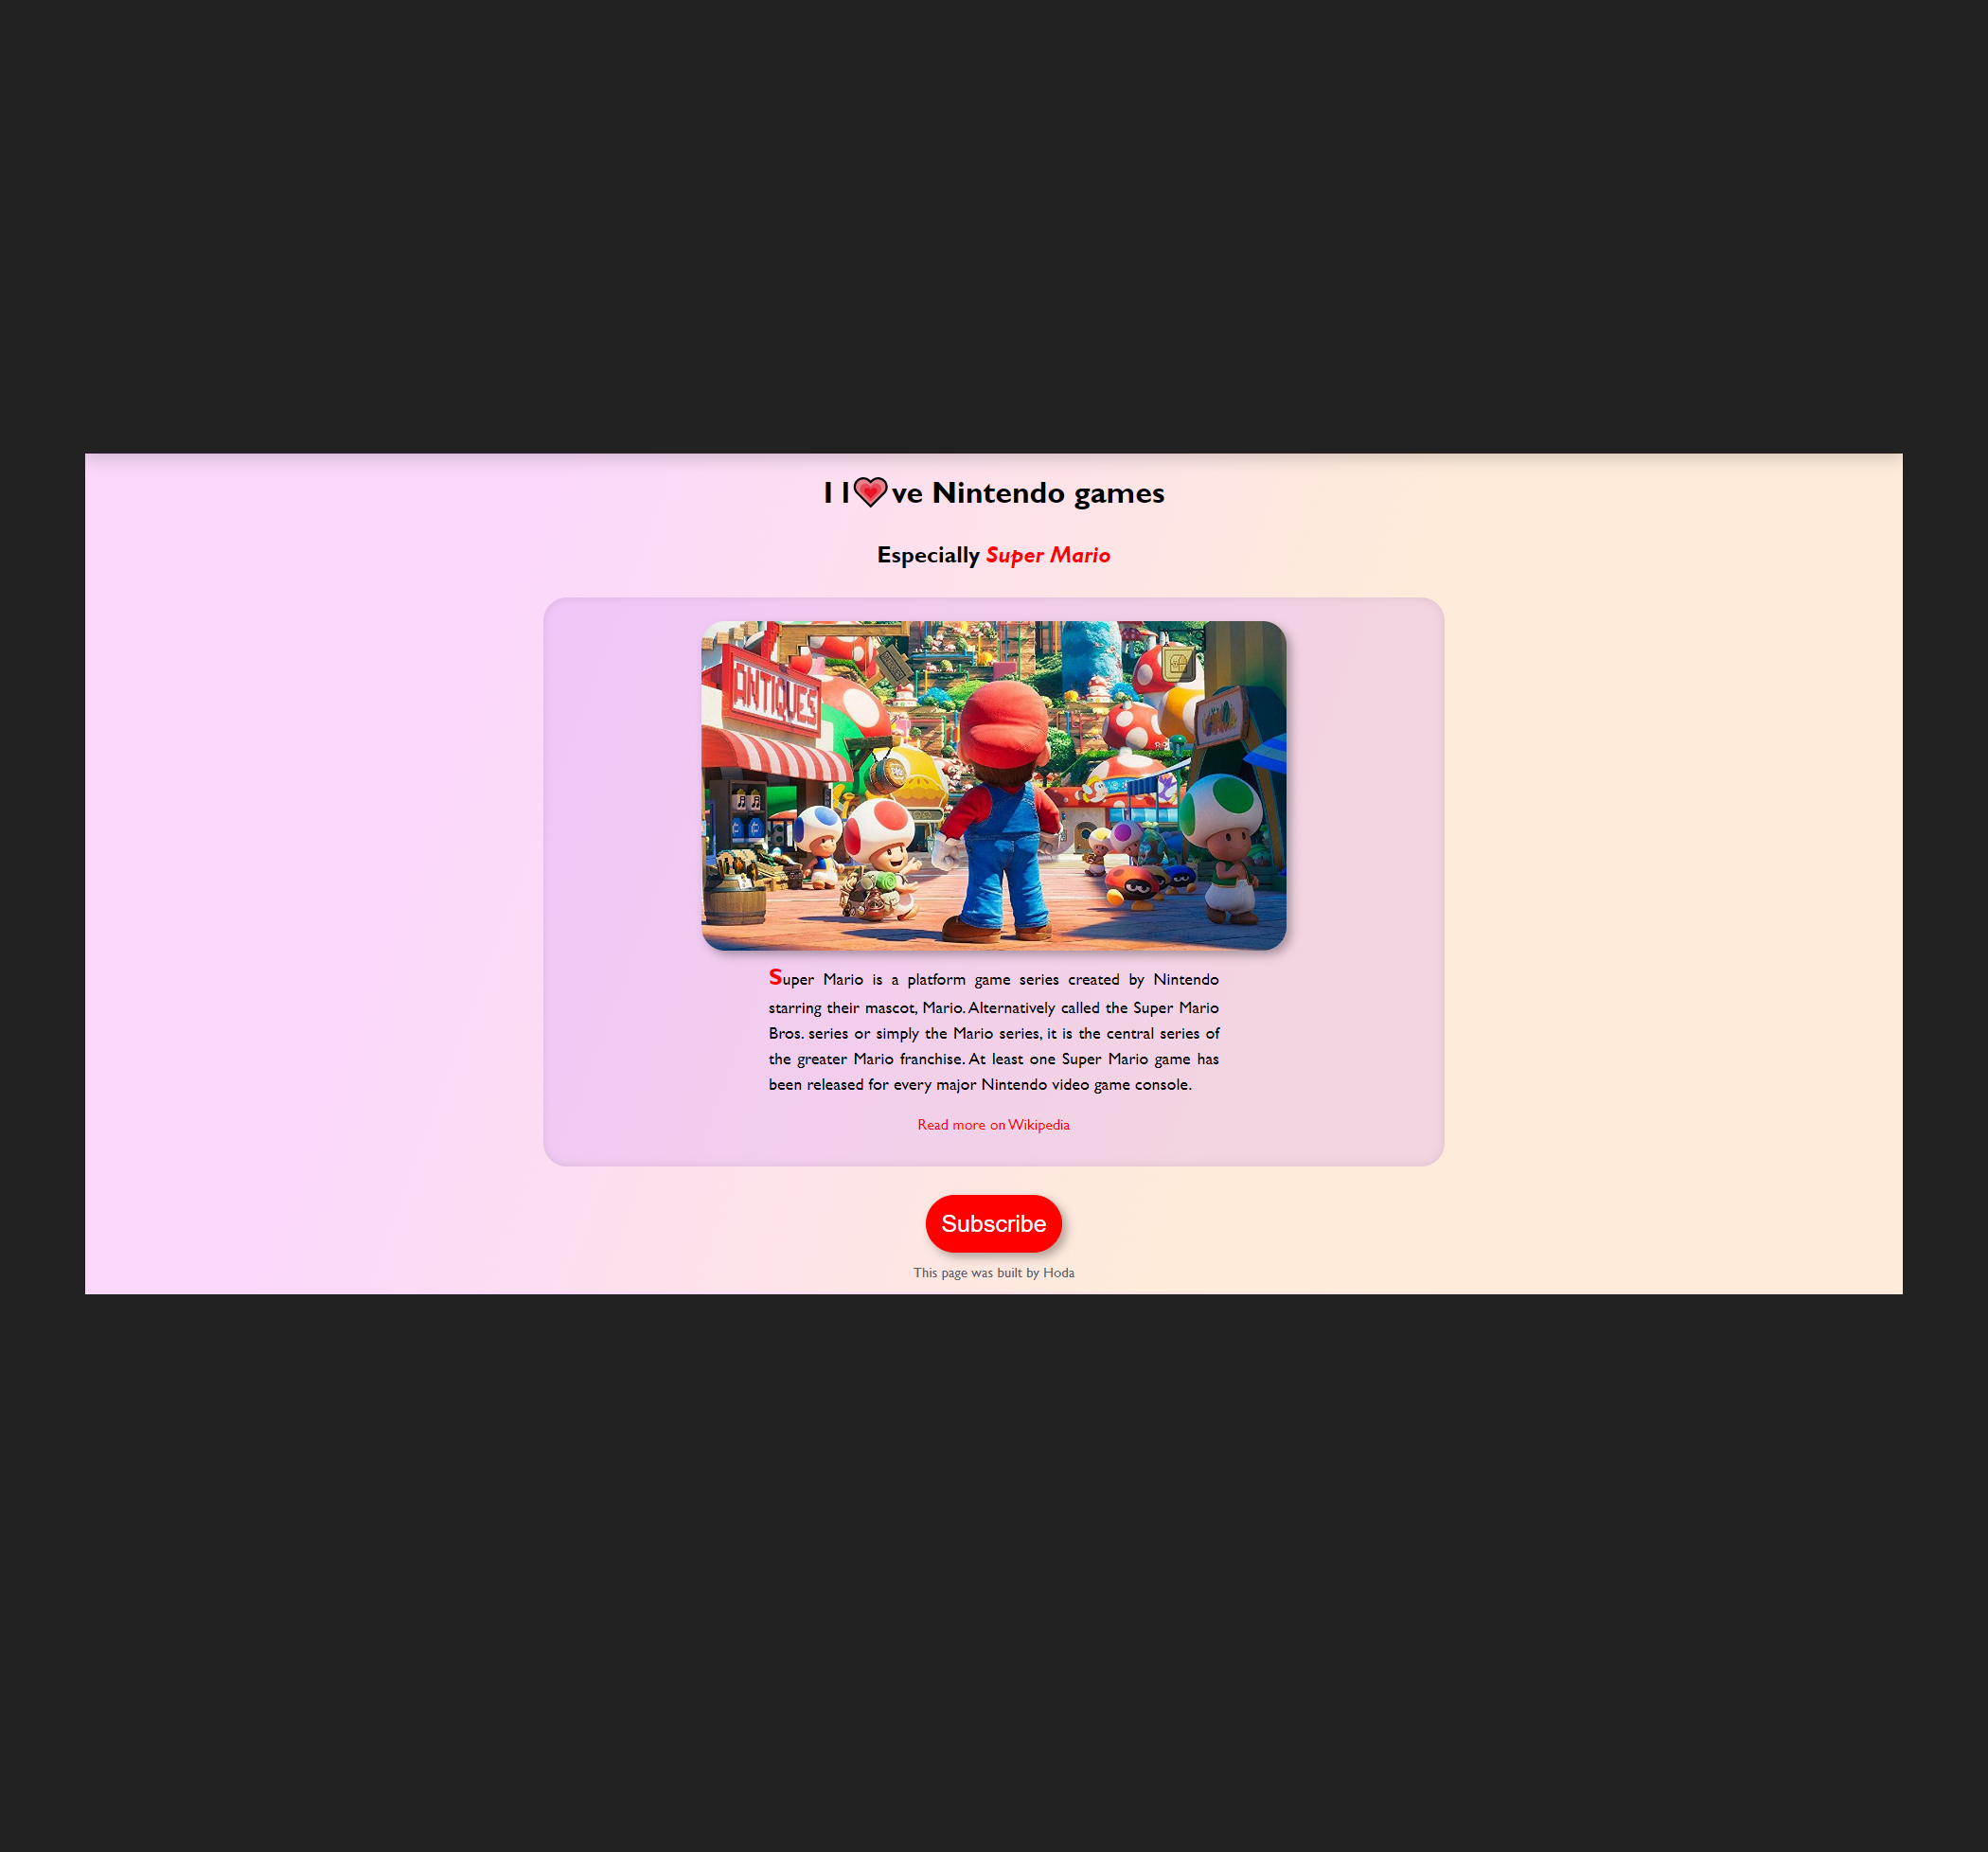 I l❤ve Nintendo games
Especially Super Mario
ANTIQUES
Super Mario is a platform game series created by Nintendo
starring their mascot, Mario. Alternatively called the Super Mario
Bros. series or simply the Mario series, it is the central series of
the greater Mario franchise. At least one Super Mario game has
been released for every major Nintendo video game console.
Read more on Wikipedia
Subscribe
This page was built by Hoda